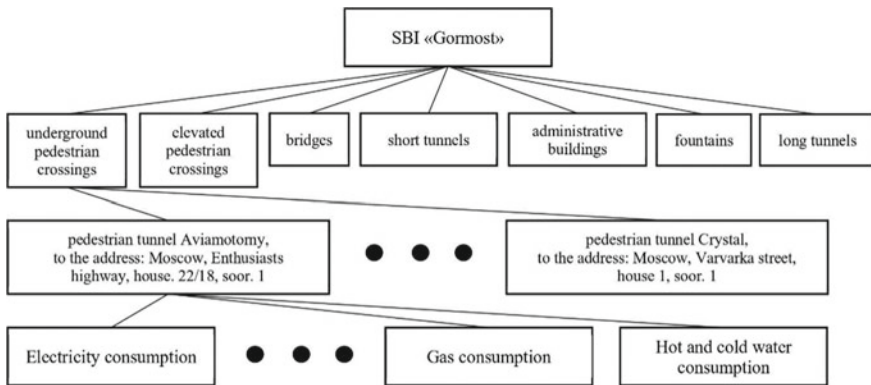 SBI «Gormost»
underground
pedestrian
crossings
elevated
pedestrian
crossings
bridges
short tunnels
administrative
buildings
fountains
long tunnels
pedestrian tunnel Aviamotomy,
to the address: Moscow, Enthusiasts
highway, house. 22/18, soor. 1
pedestrian tunnel Crystal,
to the address: Moscow, Varvarka street,
house 1, soor. 1
Electricity consumption
Gas consumption
Hot and cold water
consumption